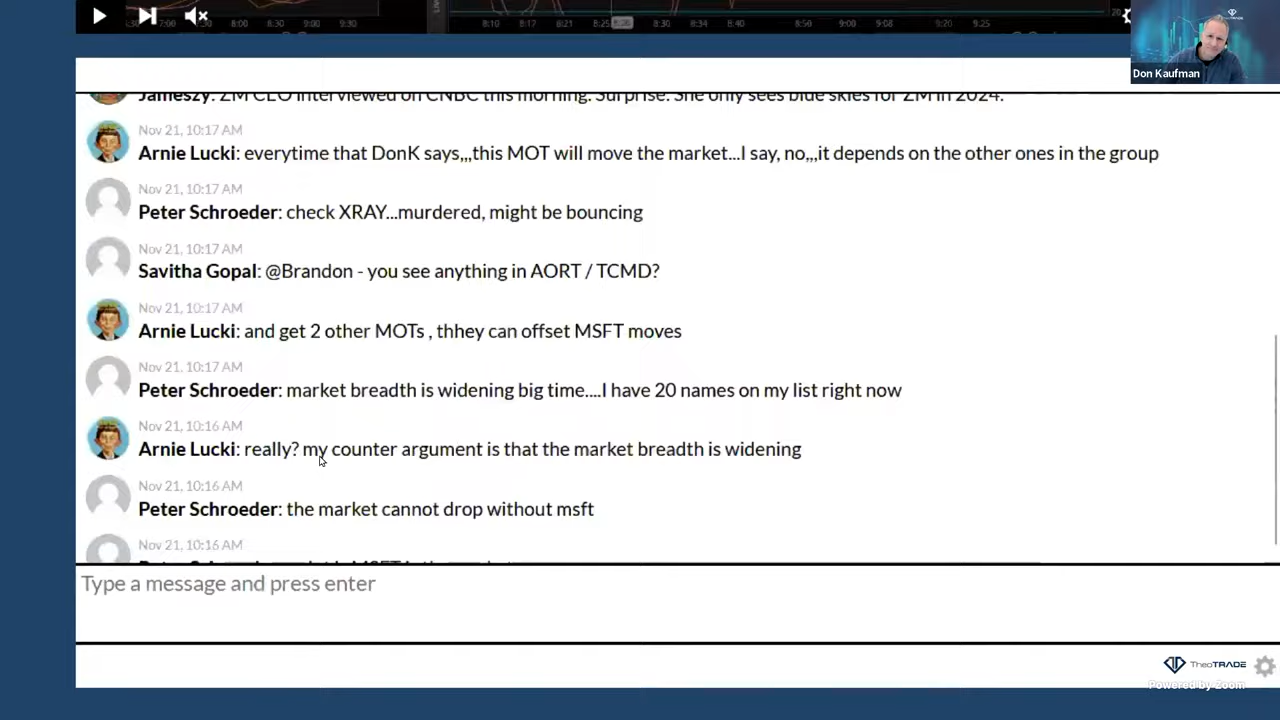 7:00 8:00 8:30 9:00 9:30
8:10 8:17 8:21 8:25 8:30 8:34 8:40 8:56 9:00 9:08 9:25
Don Kaufman
Jameszy: ZM CEO interviewed on CNBC this morning. Surprise. She only sees blue skies for ZM in 2024.
Nov 21, 10:17 AM
Arnie Lucki: everytime that DonK says,,,this MOT will move the market...I say, no,,,it depends on the other ones in the group
Nov 21, 10:17 AM
Peter Schroeder: check XRAY...murdered, might be bouncing
Nov 21, 10:17 AM
Savitha Gopal: @Brandon - you see anything in AORT / TCMD?
Nov 21, 10:17 AM
Arnie Lucki: and get 2 other MOTs , thhey can offset MSFT moves
Nov 21, 10:17 AM
Peter Schroeder: market breadth is widening big time....I have 20 names on my list right now
Nov 21, 10:16 AM
Arnie Lucki: really? my counter argument is that the market breadth is widening
Nov 21, 10:16 AM
Peter Schroeder: the market cannot drop without msft
Nov 21, 10:16 AM
Type a message and press enter
TheoTRADE
Powered by Zoom